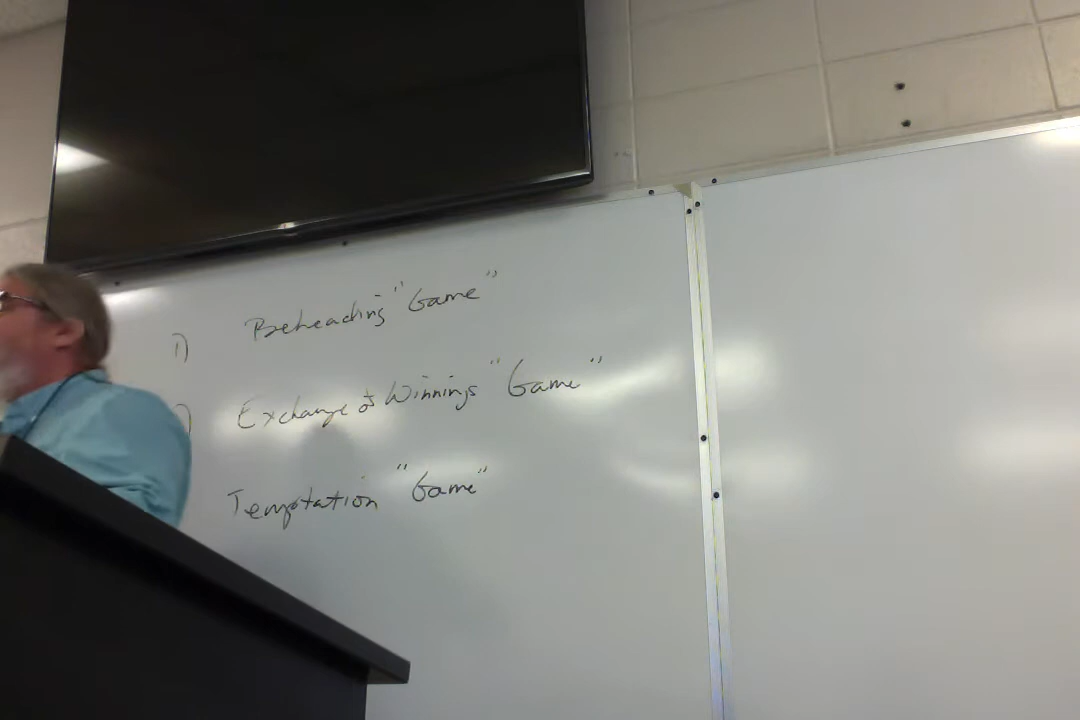 1) Beheading "Game"
) Exchange of Winnings "Game"
Temptation "Game"